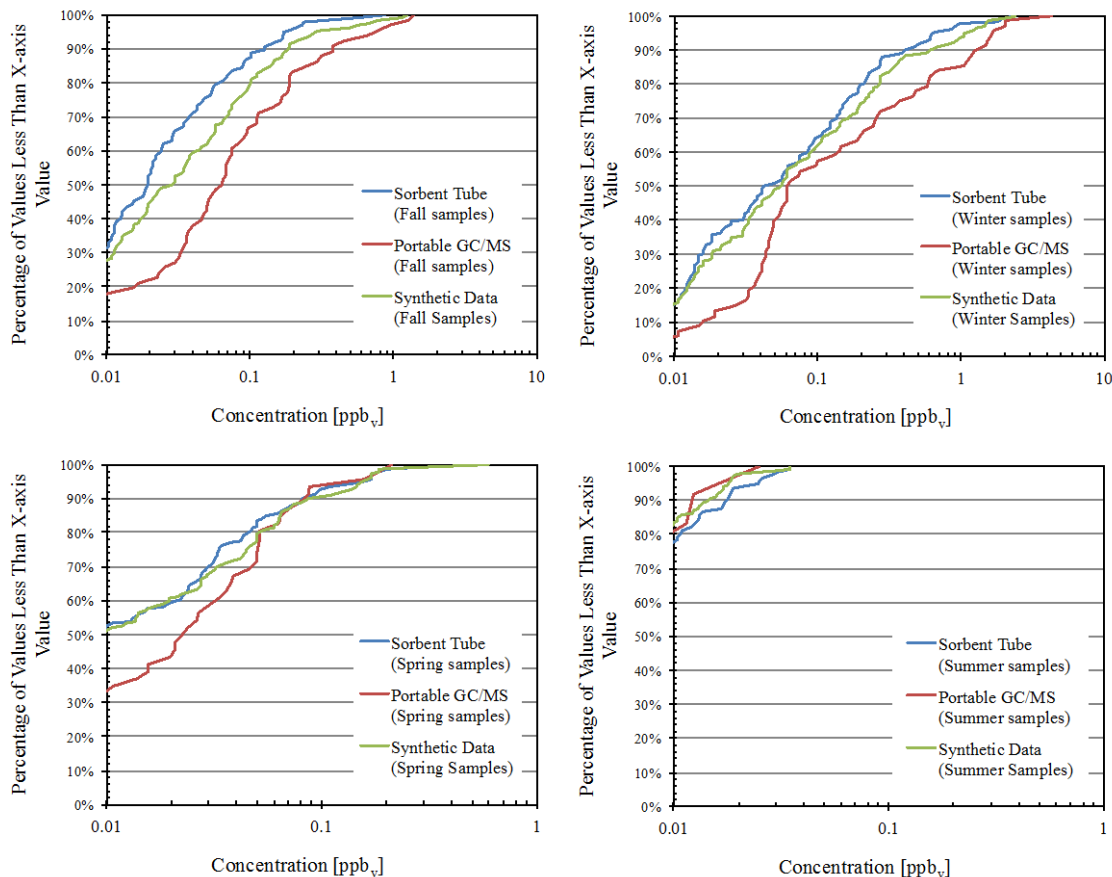 Percentage of Values Less Than X-axis
Value
100%
90%
80%
70%
60%
50%
40%
30%
20%
10%
0%
0.01 0.1 1 10
Concentration [ppbv]
Sorbent Tube
(Fall samples)
Portable GC/MS
(Fall samples)
Synthetic Data
(Fall Samples)
Percentage of Values Less Than X-axis
Value
100%
90%
80%
70%
60%
50%
40%
30%
20%
10%
0%
0.01 0.1 1 10
Concentration [ppbv]
Sorbent Tube
(Winter samples)
Portable GC/MS
(Winter samples)
Synthetic Data
(Winter Samples)
Percentage of Values Less Than X-axis
Value
100%
90%
80%
70%
60%
50%
40%
30%
20%
10%
0%
0.01 0.1 1
Concentration [ppbv]
Sorbent Tube
(Spring samples)
Portable GC/MS
(Spring samples)
Synthetic Data
(Spring Samples)
Percentage of Values Less Than X-axis
Value
100%
90%
80%
70%
60%
50%
40%
30%
20%
10%
0%
0.01 0.1 1
Concentration [ppbv]
Sorbent Tube
(Summer samples)
Portable GC/MS
(Summer samples)
Synthetic Data
(Summer Samples)